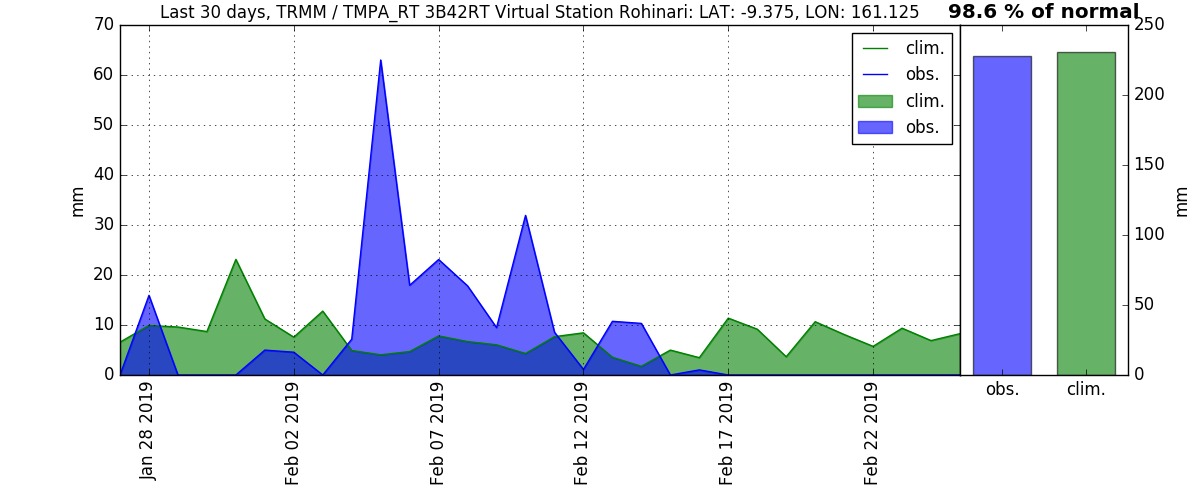 Last 30 days, TRMM / TMPA_RT 3B42RT Virtual Station Rohinari: LAT: -9.375, LON: 161.125
98.6 % of normal
mm
70
60
50
40
30
20
10
0
clim.
obs.
clim.
obs.
Jan 28 2019
Feb 02 2019
Feb 07 2019
Feb 12 2019
Feb 17 2019
Feb 22 2019
250
200
150
100
50
0
mm
obs.
clim.